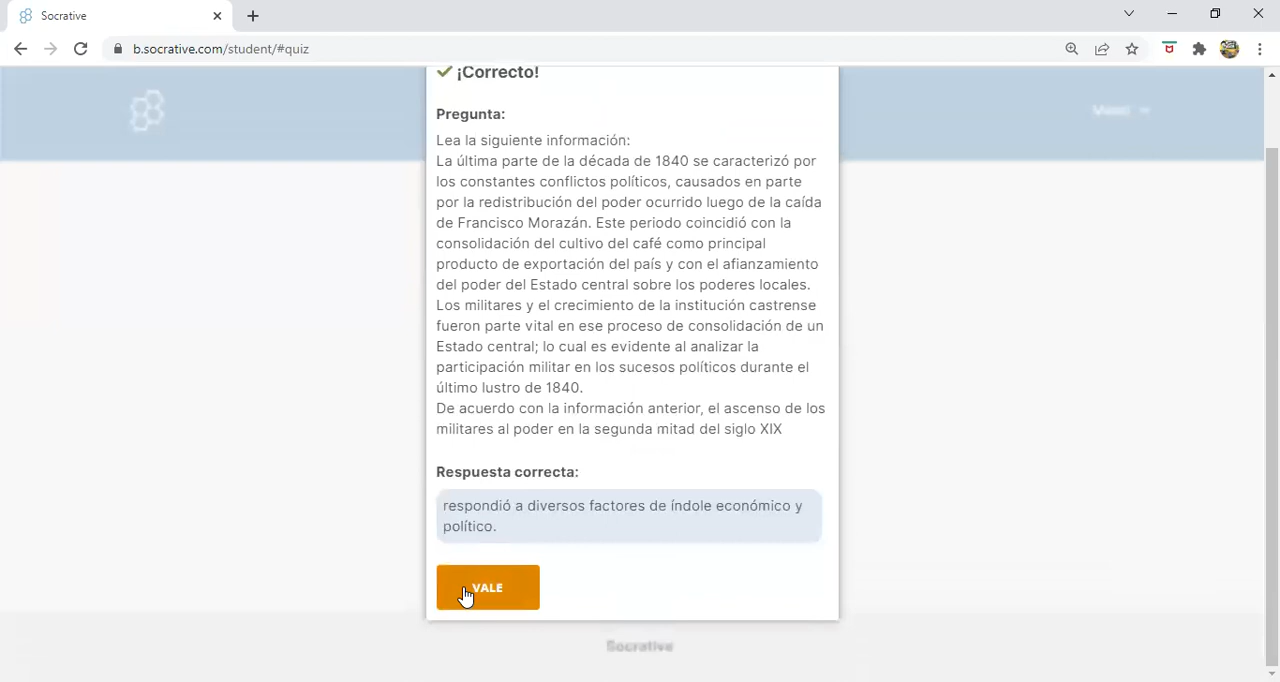 Socrative
b.socrative.com/student/#quiz
¡Correcto!
Menú
Pregunta:
Lea la siguiente información:
La última parte de la década de 1840 se caracterizó por
los constantes conflictos políticos, causados en parte
por la redistribución del poder ocurrido luego de la caída
de Francisco Morazán. Este periodo coincidió con la
consolidación del cultivo del café como principal
producto de exportación del país y con el afianzamiento
del poder del Estado central sobre los poderes locales.
Los militares y el crecimiento de la institución castrense
fueron parte vital en ese proceso de consolidación de un
Estado central; lo cual es evidente al analizar la
participación militar en los sucesos políticos durante el
último lustro de 1840.
De acuerdo con la información anterior, el ascenso de los
militares al poder en la segunda mitad del siglo XIX
Respuesta correcta:
respondió a diversos factores de índole económico y
político.
VALE
Socrative